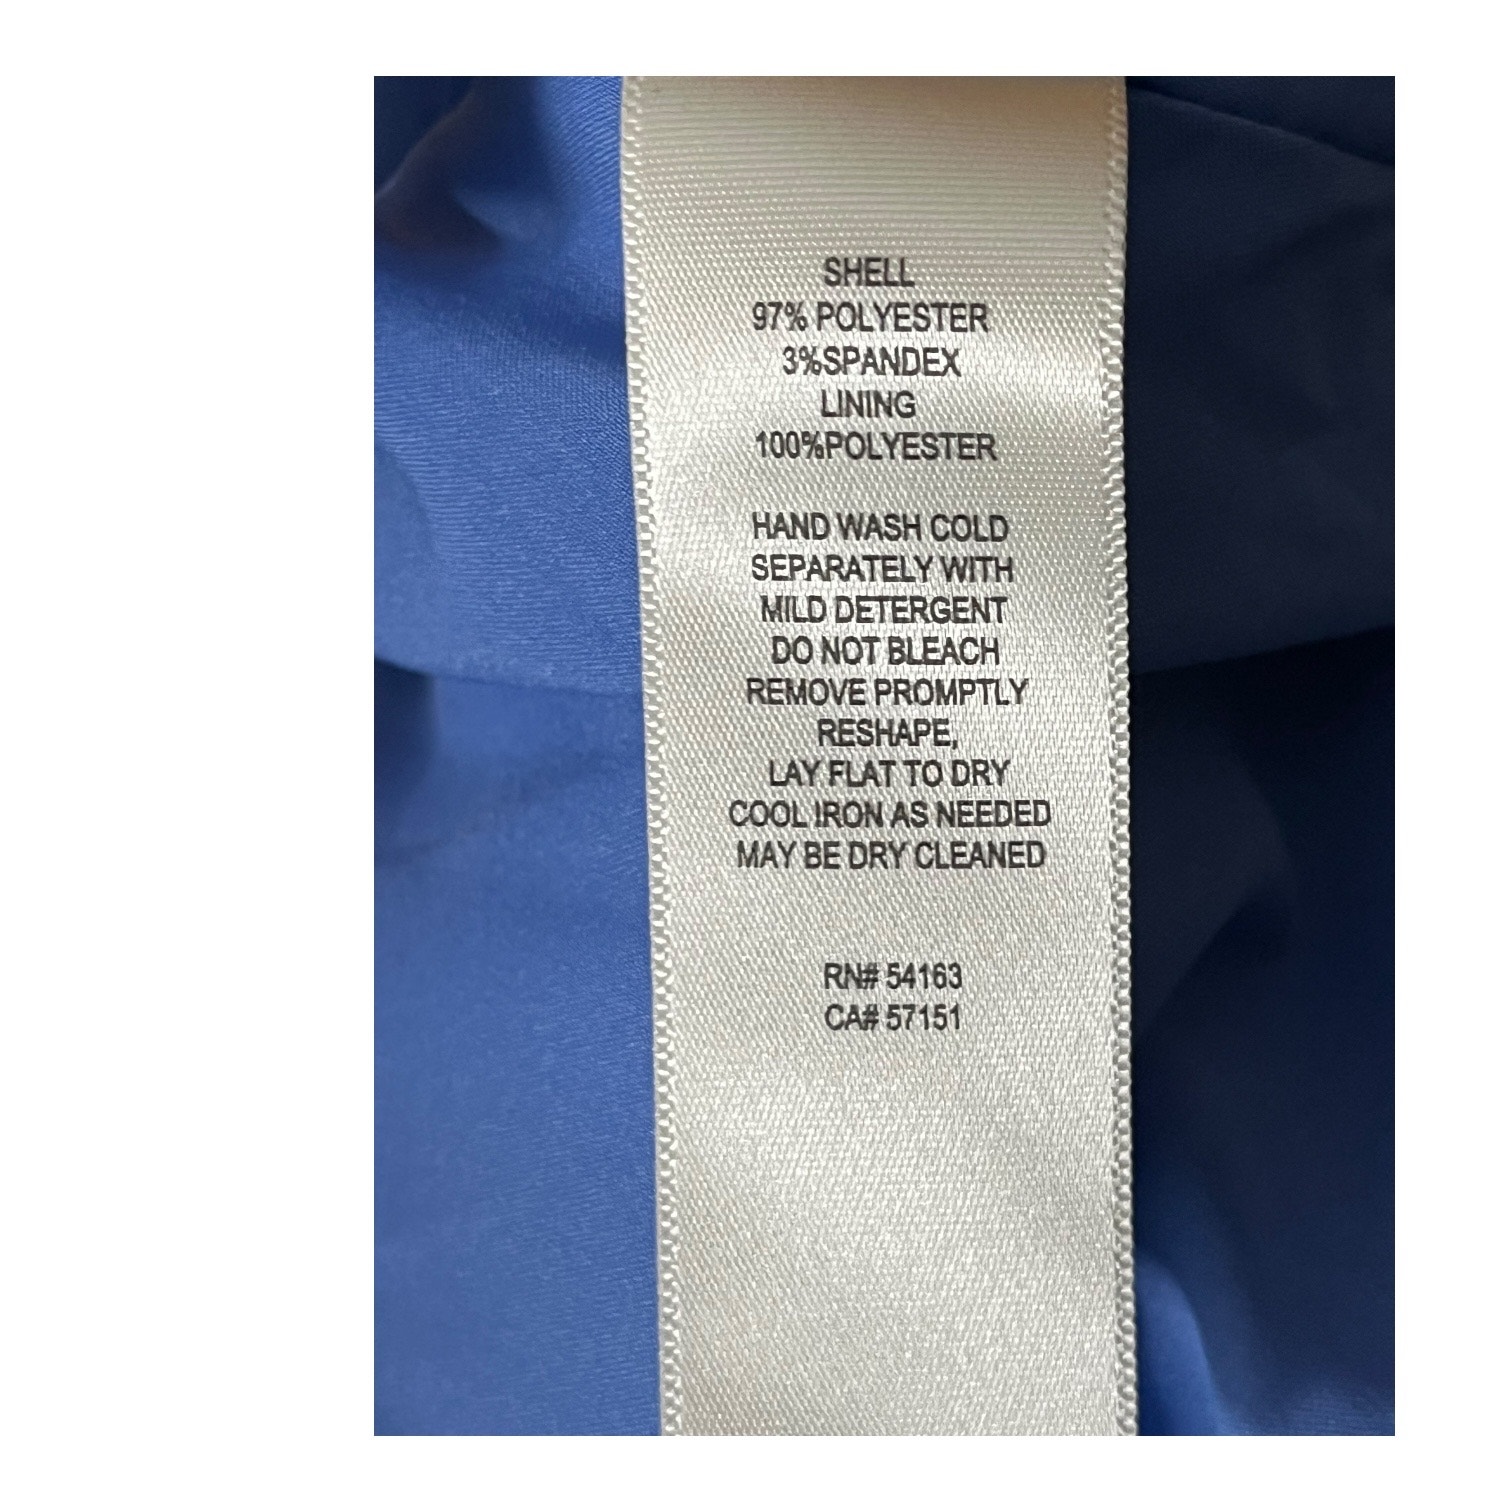 SHELL
97% POLYESTER
3%SPANDEX
LINING
100%POLYESTER
HAND WASH COLD
SEPARATELY WITH
MILD DETERGENT
DO NOT BLEACH
REMOVE PROMPTLY
RESHAPE,
LAY FLAT TO DRY
COOL IRON AS NEEDED
MAY BE DRY CLEANED
RN# 54163
CA# 57151